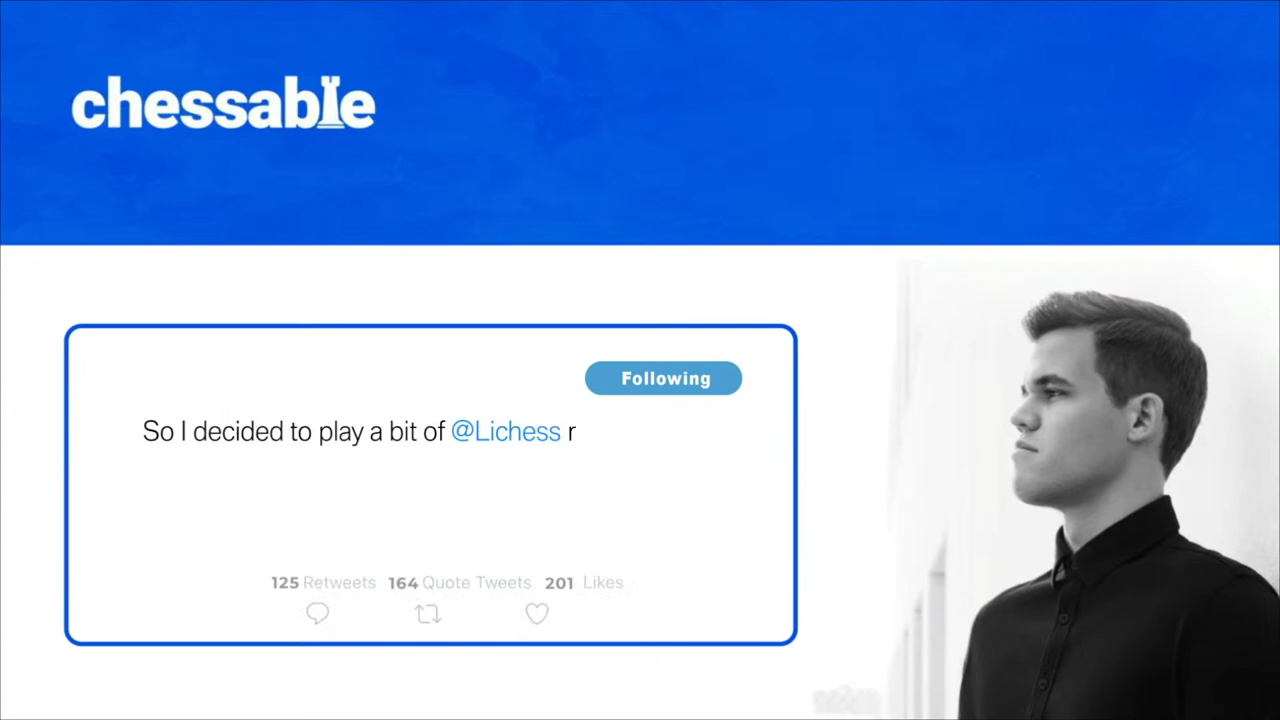 chessable
Following
So I decided to play a bit of @Lichess r
125 Retweets 164 Quote Tweets 201 Likes